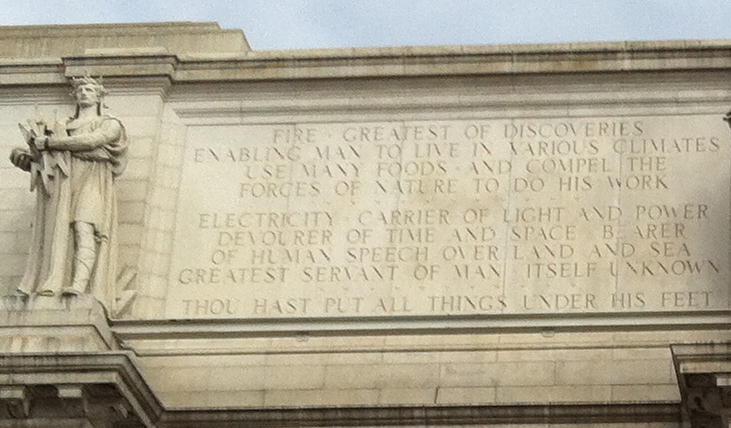 FIRE · GREATEST OF DISCOVERIES
ENABLING MAN TO LIVE IN VARIOUS CLIMATES
USE MANY FOODS · AND COMPEL THE
FORCES OF NATURE TO DO HIS WORK
ELECTRICITY · CARRIER OF LIGHT AND POWER
DEVOURER OF TIME AND SPACE · BEARER
OF HUMAN SPEECH OVER LAND AND SEA
GREATEST SERVANT OF MAN · ITSELF UNKNOWN
THOU HAST PUT ALL THINGS UNDER HIS FEET